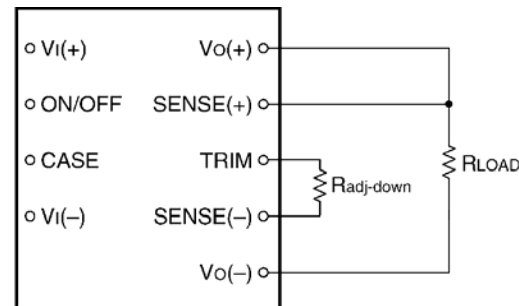 VI(+) VO(+)
ON/OFF SENSE(+)
CASE TRIM
RLOAD
Radj-down
VI(–) SENSE(–)
VO(–)